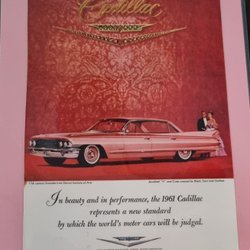 Cadillac
In beauty and in performance, the 1961 Cadillac
represents a new standard
by which the world's motor cars will be judged.